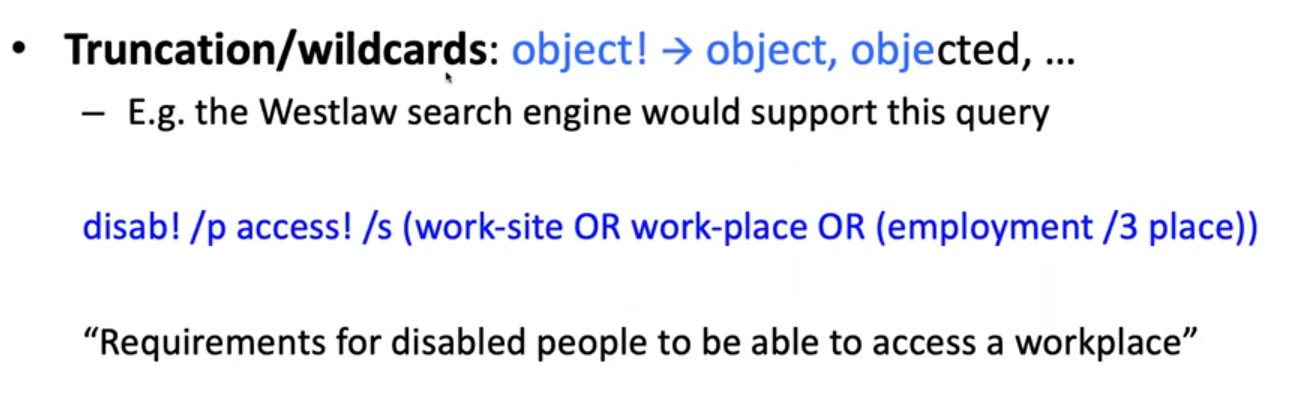 • Truncation/wildcards: object! → object, objected, ...
– E.g. the Westlaw search engine would support this query
disab! /p access! /s (work-site OR work-place OR (employment /3 place))
“Requirements for disabled people to be able to access a workplace”